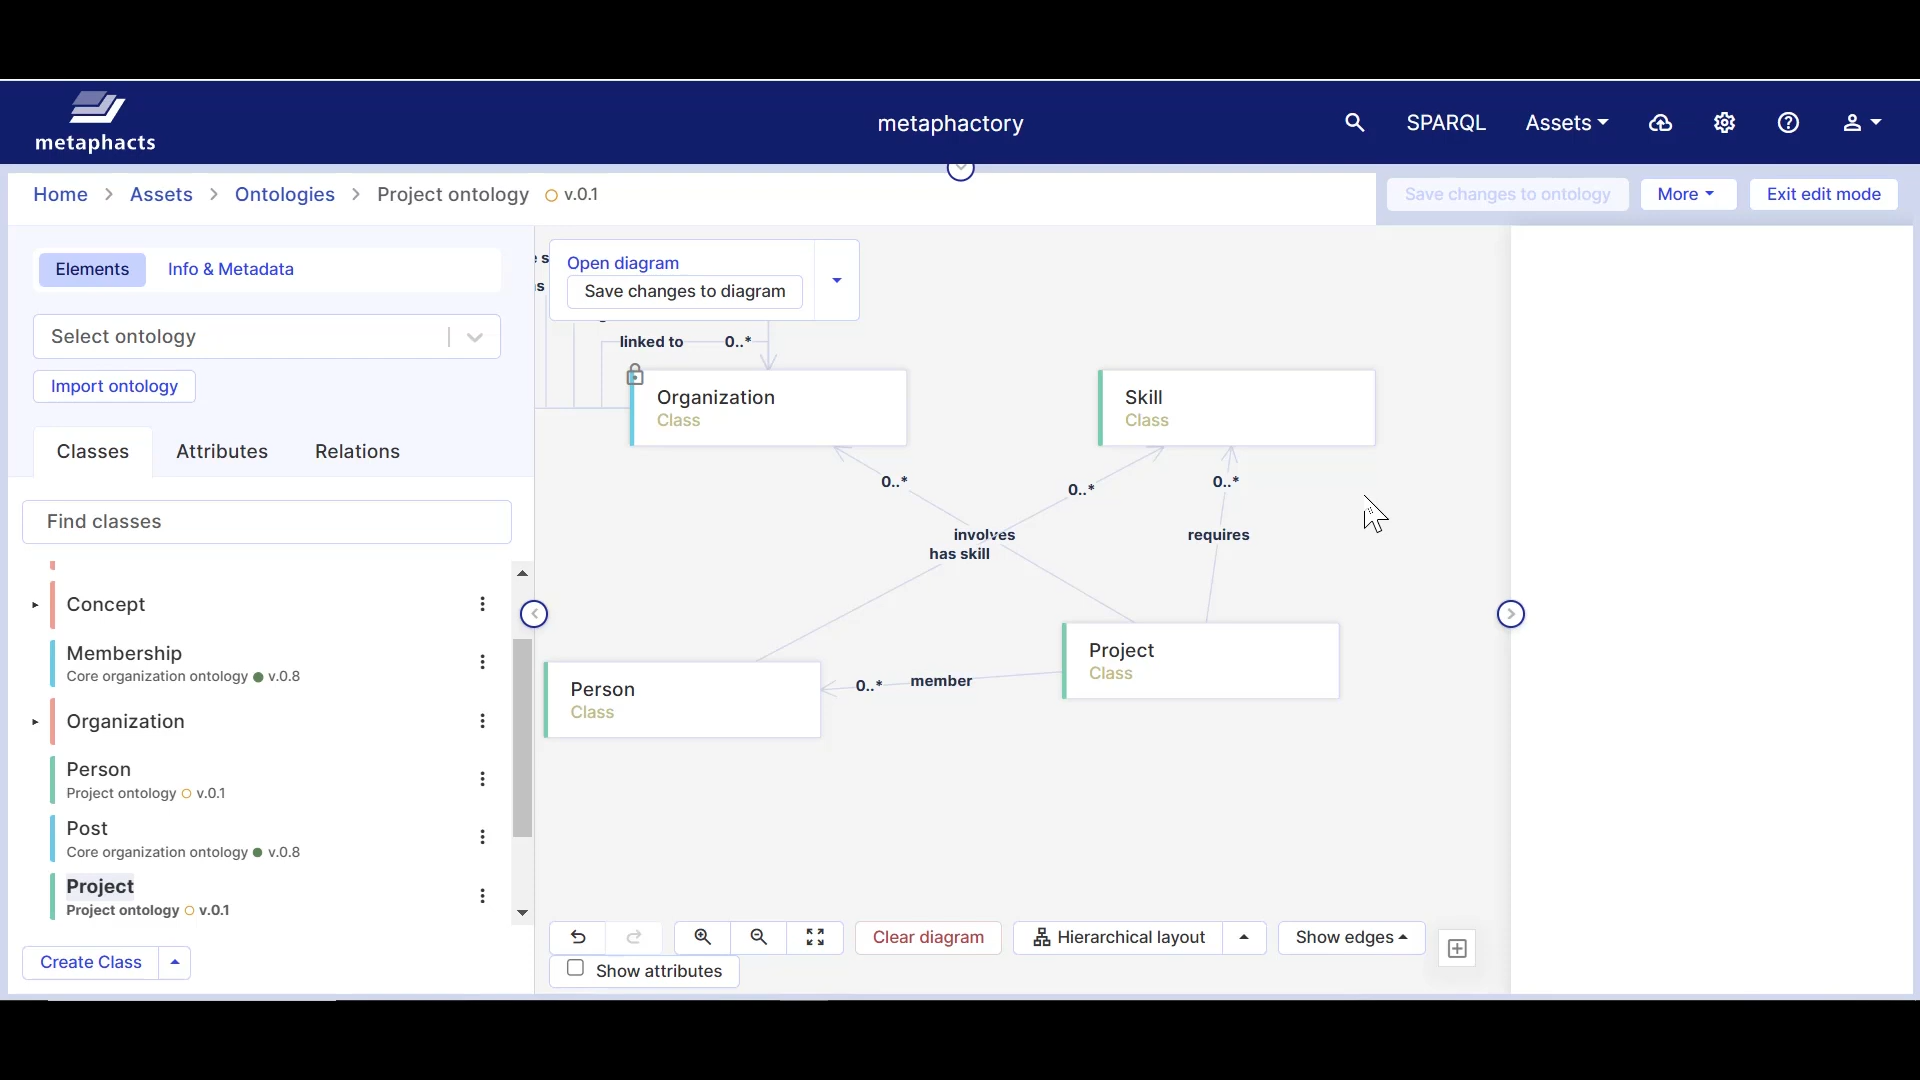 metaphacts
metaphactory
SPARQL
Assets
Home > Assets > Ontologies > Project ontology v.0.1
Save changes to ontology
More
Exit edit mode
Elements
Info & Metadata
Select ontology
Import ontology
Classes
Attributes
Relations
Find classes
Concept
Membership
Core organization ontology v.0.8
Organization
Person
Project ontology v.0.1
Post
Core organization ontology v.0.8
Project
Project ontology v.0.1
Create Class
Open diagram
Save changes to diagram
linked to 0..*
Organization
Class
Skill
Class
0..*
0..*
0..*
involves
has skill
requires
Person
Class
0..* member
Project
Class
Clear diagram
Hierarchical layout
Show edges
Show attributes